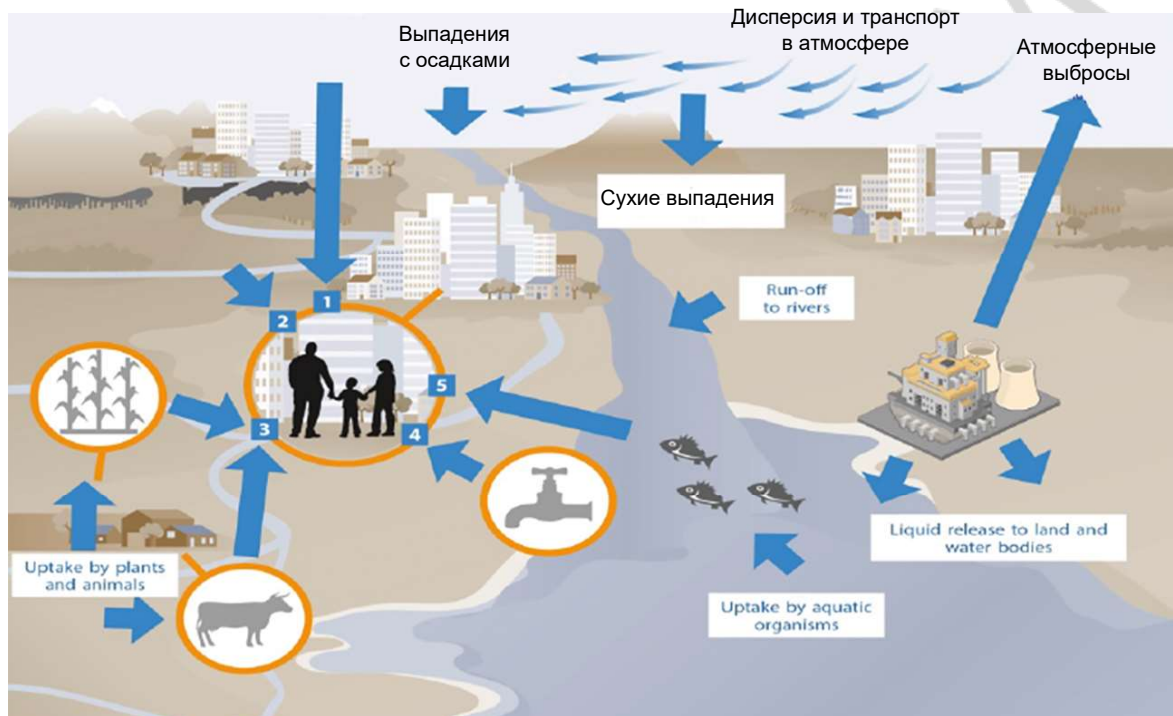 Выпадения
с осадками
Дисперсия и транспорт
в атмосфере
Атмосферные
выбросы
Сухие выпадения
Run-off
to rivers
1
2
3
4
5
Liquid release to land and
water bodies
Uptake by plants
and animals
Uptake by aquatic
organisms